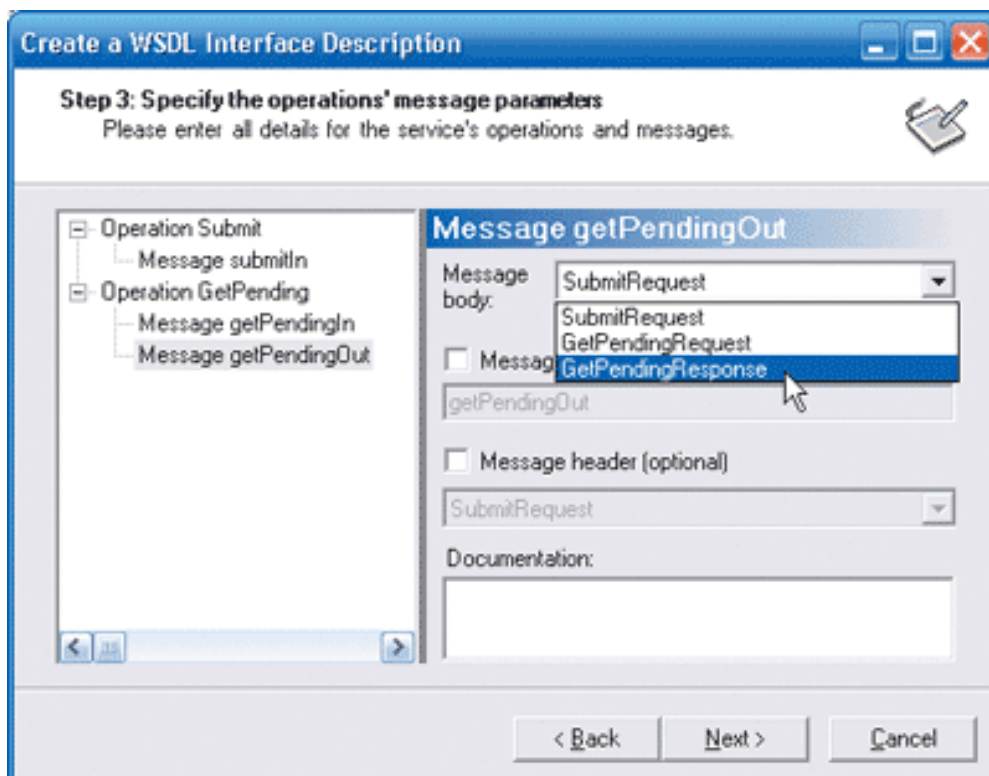 Create a WSDL Interface Description
Step 3: Specify the operations' message parameters
Please enter all details for the service's operations and messages.
Operation Submit
Message submitIn
Operation GetPending
Message getPendingIn
Message getPendingOut
Message getPendingOut
Message
body:
SubmitRequest
SubmitRequest
GetPendingRequest
GetPendingResponse
Messag
getPendingOut
Message header (optional)
SubmitRequest
Documentation:
< Back
Next >
Cancel